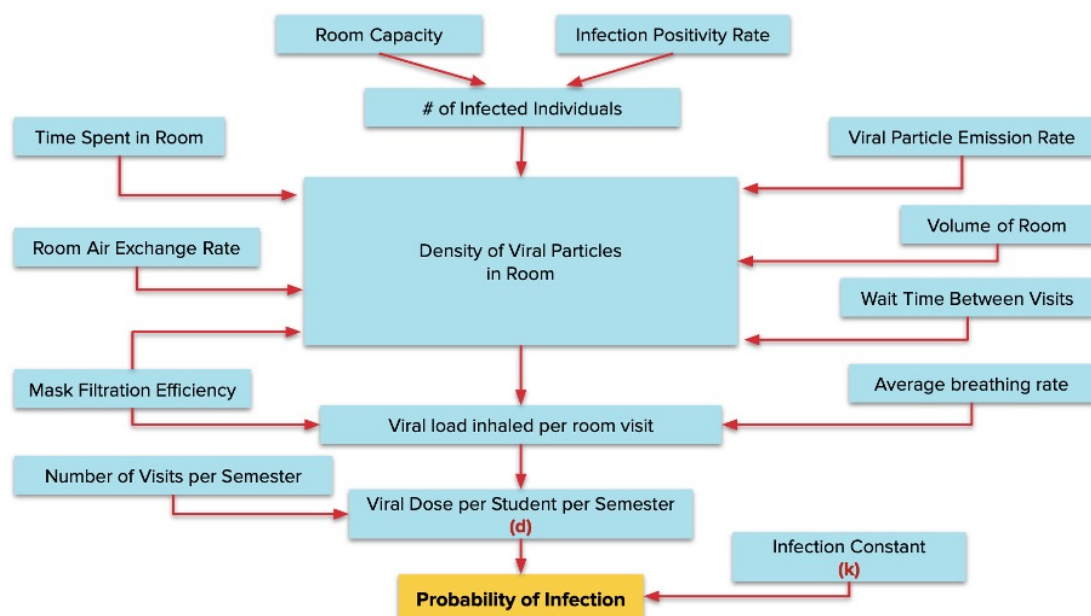 Room Capacity
Infection Positivity Rate
# of Infected Individuals
Time Spent in Room
Viral Particle Emission Rate
Room Air Exchange Rate
Density of Viral Particles
in Room
Volume of Room
Wait Time Between Visits
Mask Filtration Efficiency
Average breathing rate
Viral load inhaled per room visit
Number of Visits per Semester
Viral Dose per Student per Semester
(d)
Infection Constant
(k)
Probability of Infection